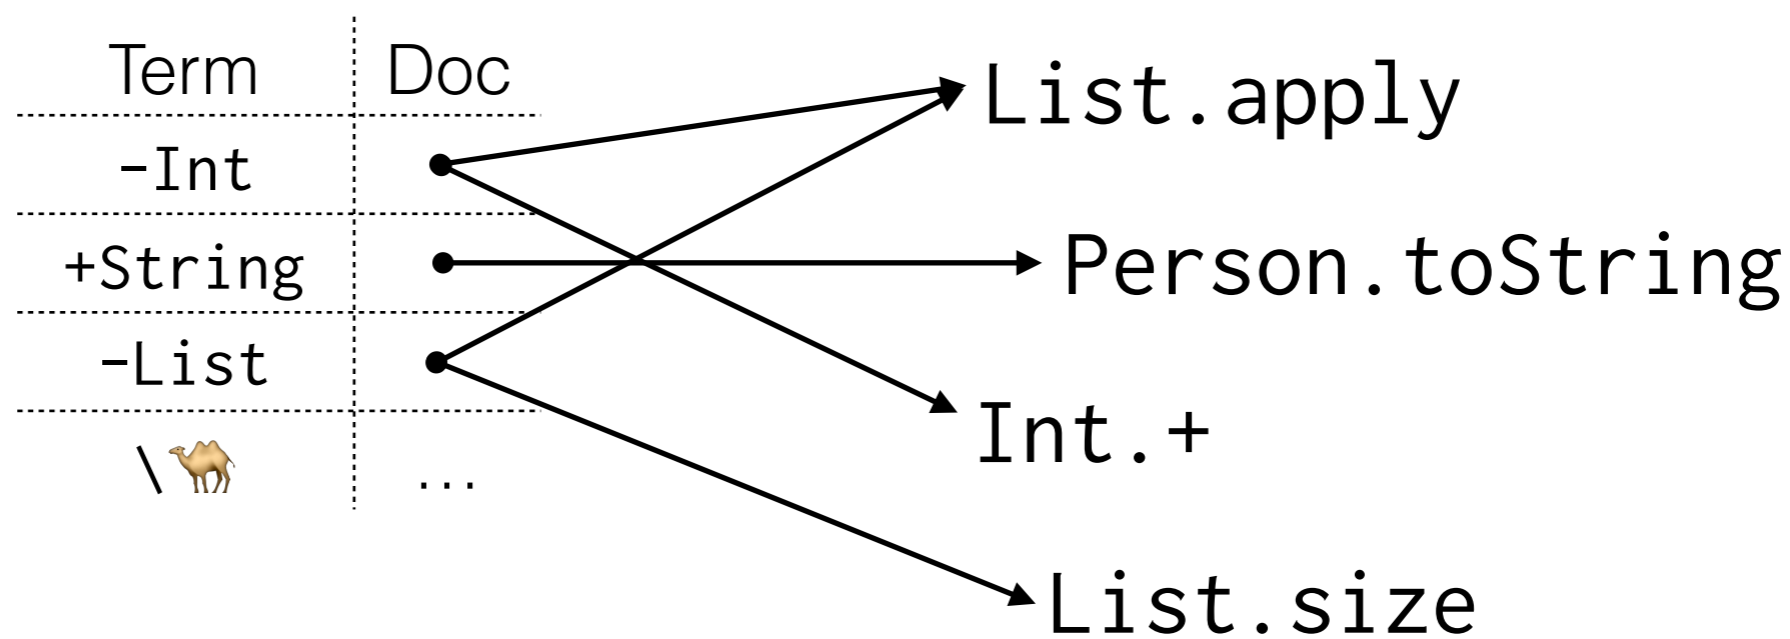 Term Doc
-Int
+String
-List
\🐫 ...
List.apply
Person.toString
Int.+
List.size